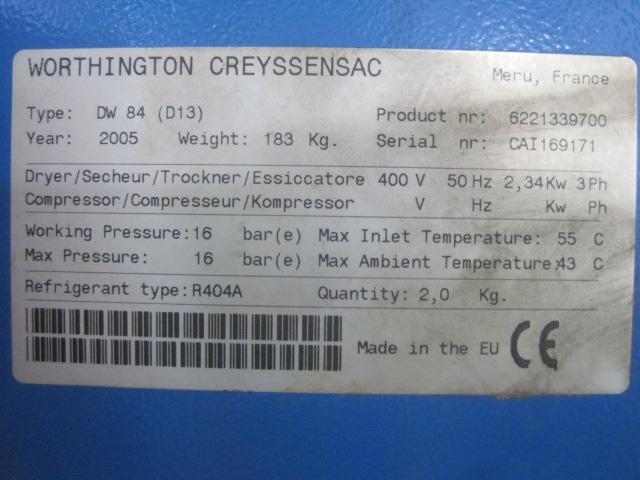 WORTHINGTON CREYSSENSAC Meru, France
Type: DW 84 (D13) Product nr: 6221339700
Year: 2005 Weight: 183 Kg. Serial nr: CAI169171
Dryer/Secheur/Trockner/Essiccatore 400 V 50 Hz 2,34Kw 3 Ph
Compressor/Compresseur/Kompressor V Hz Kw Ph
Working Pressure:16 bar(e) Max Inlet Temperature: 55 C
Max Pressure: 16 bar(e) Max Ambient Temperature:43 C
Refrigerant type:R404A Quantity: 2,0 Kg.
Made in the EU CE